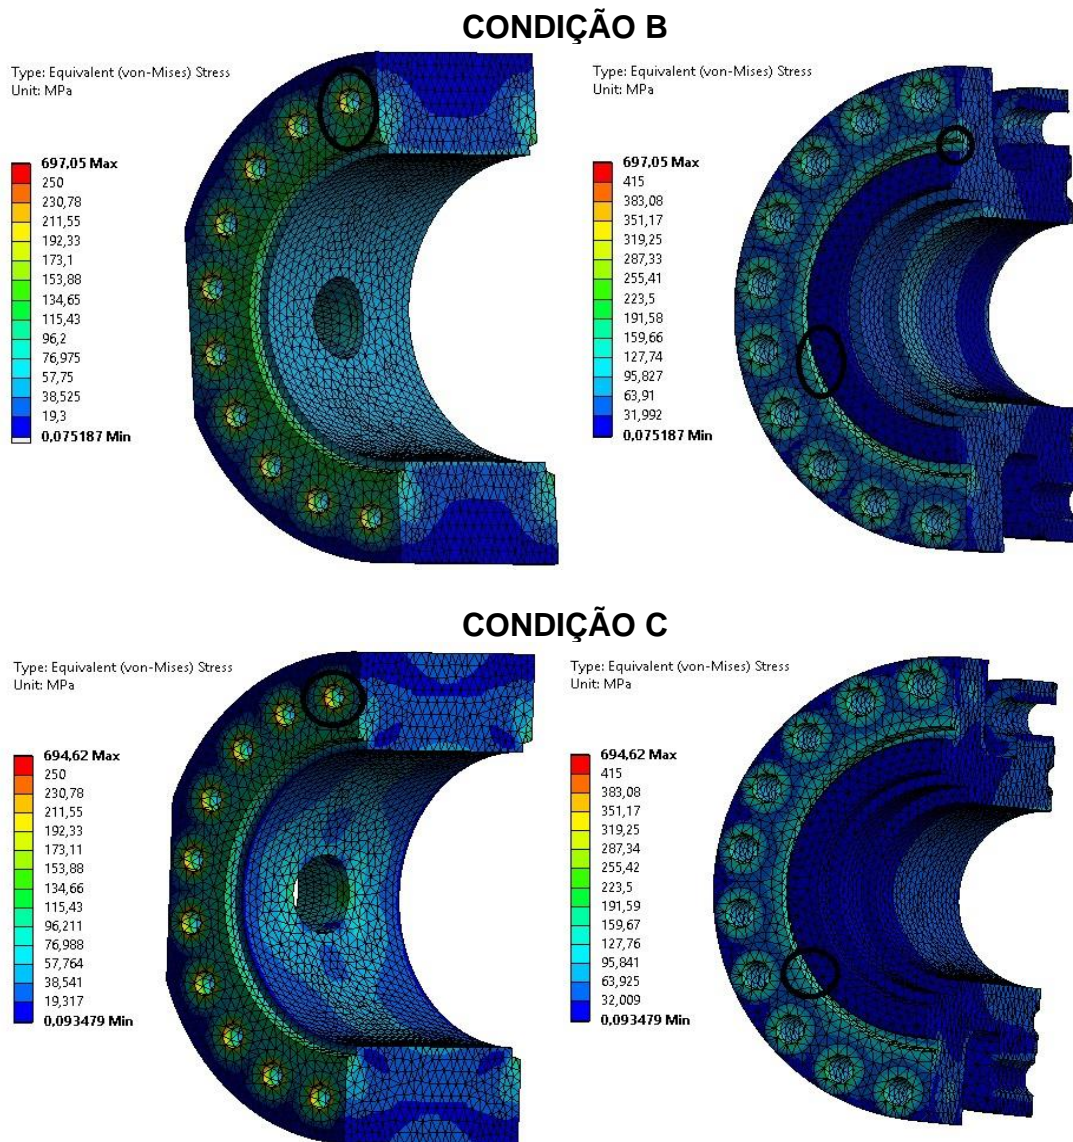 CONDIÇÃO B
Type: Equivalent (von-Mises) Stress
Unit: MPa
697,05 Max
250
230,78
211,55
192,33
173,1
153,88
134,65
115,43
96,2
76,975
57,75
38,525
19,3
0,075187 Min
Type: Equivalent (von-Mises) Stress
Unit: MPa
697,05 Max
415
383,08
351,17
319,25
287,33
255,41
223,5
191,58
159,66
127,74
95,827
63,91
31,992
0,075187 Min
CONDIÇÃO C
Type: Equivalent (von-Mises) Stress
Unit: MPa
694,62 Max
250
230,78
211,55
192,33
173,11
153,88
134,66
115,43
96,211
76,988
57,764
38,541
19,317
0,093479 Min
Type: Equivalent (von-Mises) Stress
Unit: MPa
694,62 Max
415
383,08
351,17
319,25
287,34
255,42
223,5
191,59
159,67
127,76
95,841
63,925
32,009
0,093479 Min